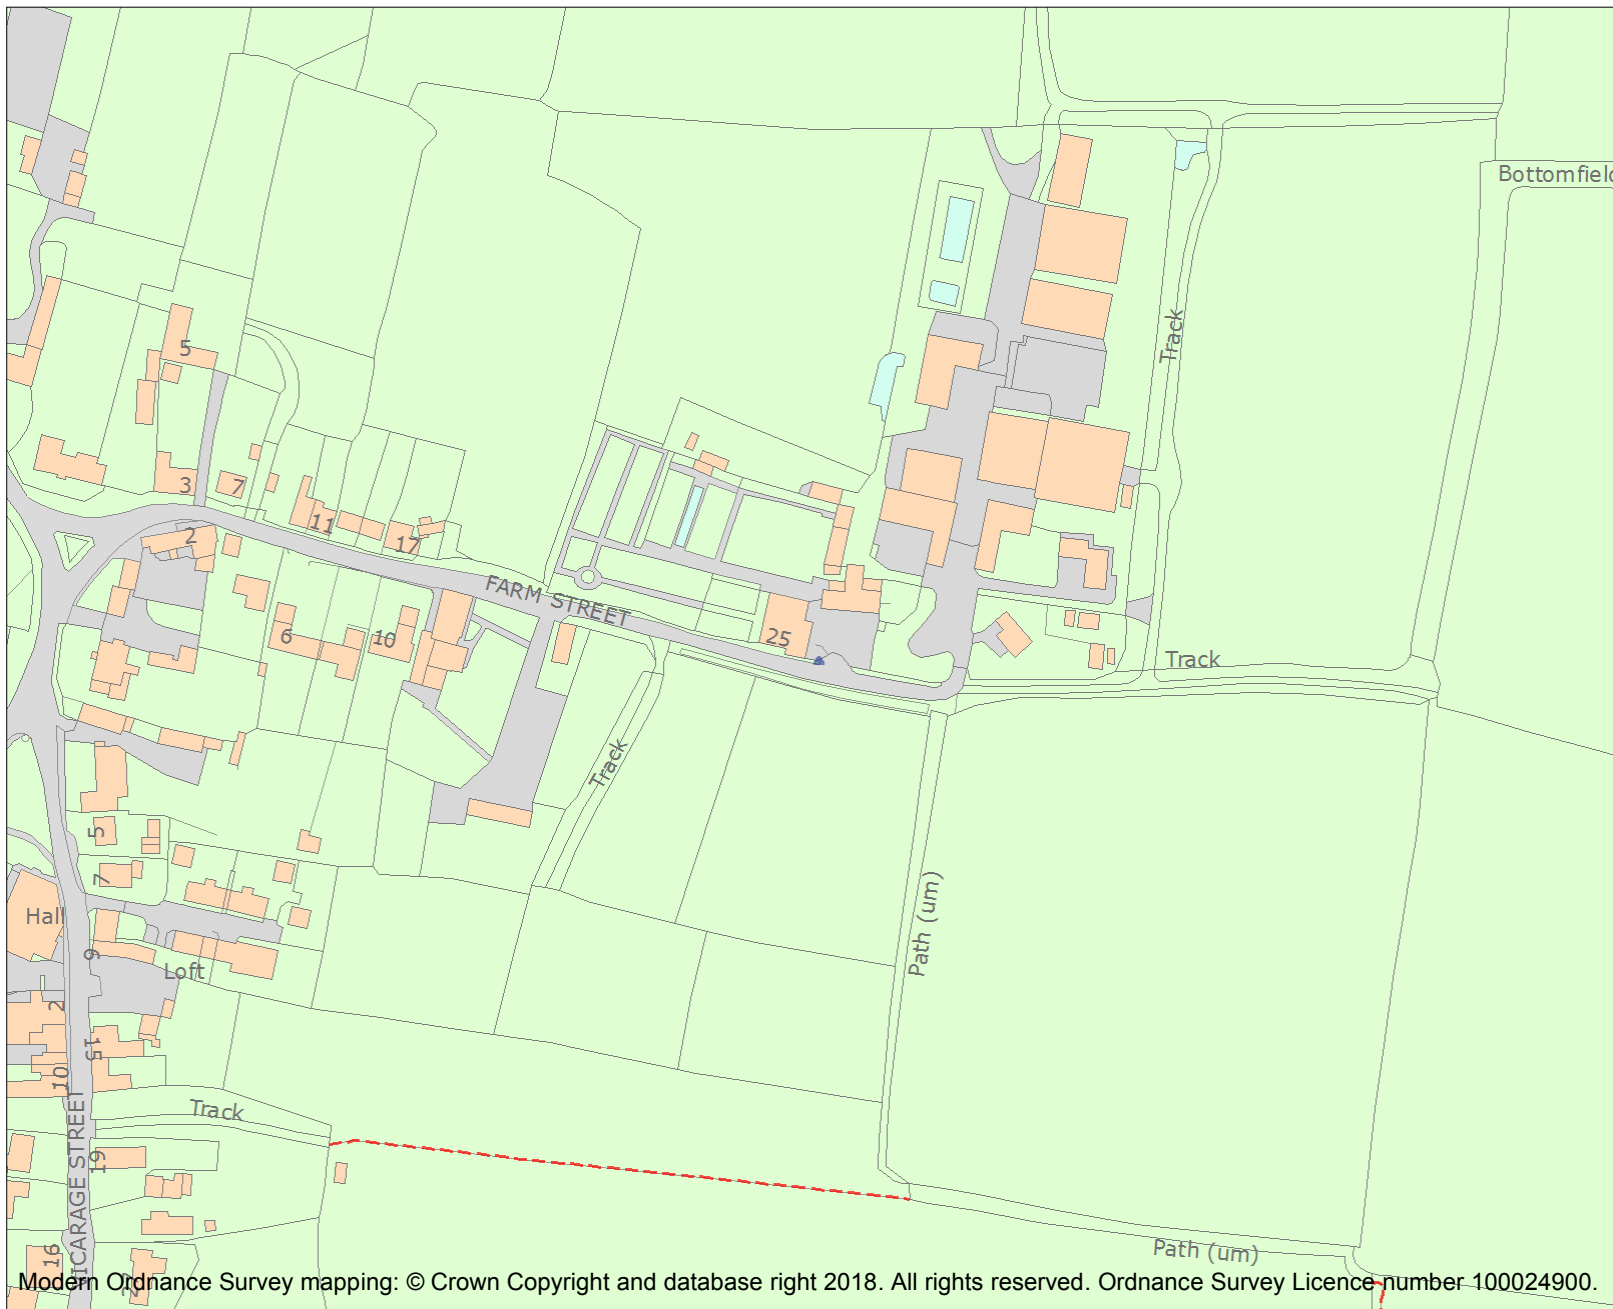 Bottomfield
Track
5
3
7
11
17
2
FARM STREET
6
10
25
Track
Track
5
7
Hall
9
Loft
2
15
10
Path (um)
Track
19
VICARAGE STREET
16
Path (um)
Modern Ordnance Survey mapping: © Crown Copyright and database right 2018. All rights reserved. Ordnance Survey Licence number 100024900.